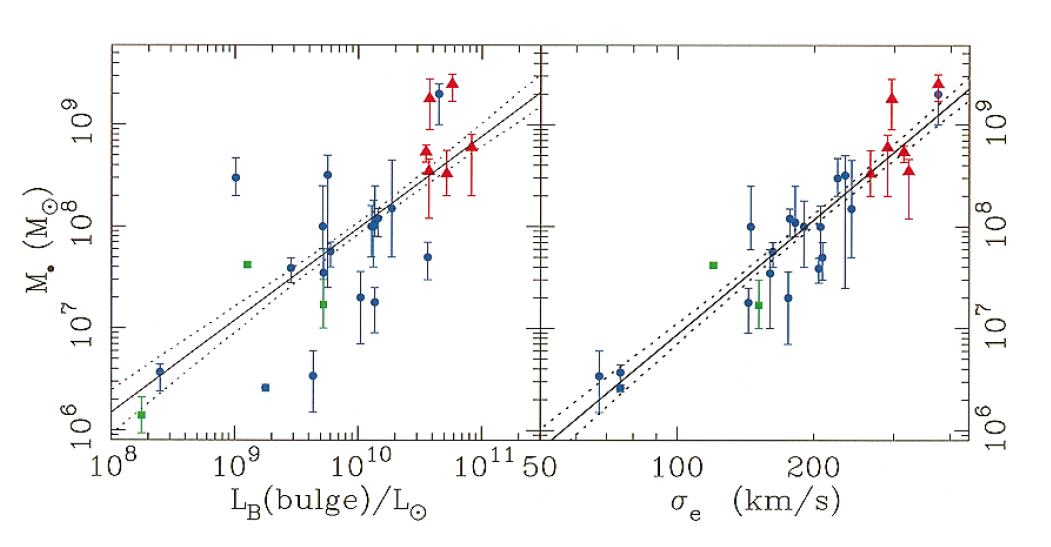 M• (M☉)
10⁹
10⁸
10⁷
10⁶
10⁸ 10⁹ 10¹⁰ 10¹¹ 50 100 200
L_B(bulge)/L☉ σ_e (km/s)
10⁹
10⁸
10⁷
10⁶